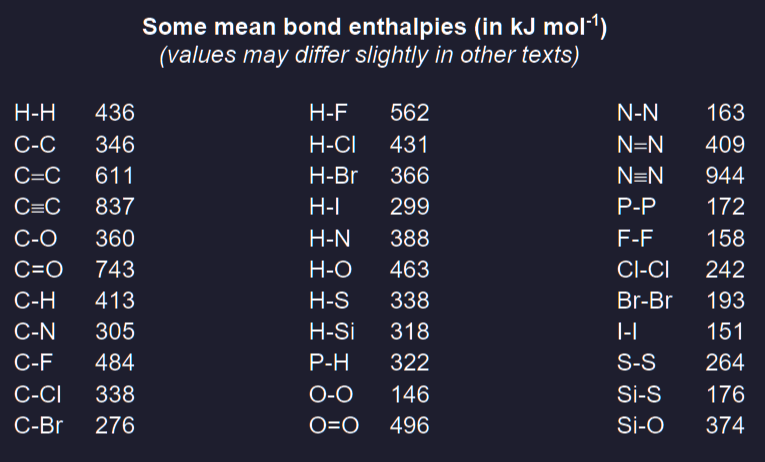 Some mean bond enthalpies (in kJ mol⁻¹)
(values may differ slightly in other texts)
H-H 436 H-F 562 N-N 163
C-C 346 H-Cl 431 N=N 409
C=C 611 H-Br 366 N≡N 944
C≡C 837 H-I 299 P-P 172
C-O 360 H-N 388 F-F 158
C=O 743 H-O 463 Cl-Cl 242
C-H 413 H-S 338 Br-Br 193
C-N 305 H-Si 318 I-I 151
C-F 484 P-H 322 S-S 264
C-Cl 338 O-O 146 Si-S 176
C-Br 276 O=O 496 Si-O 374